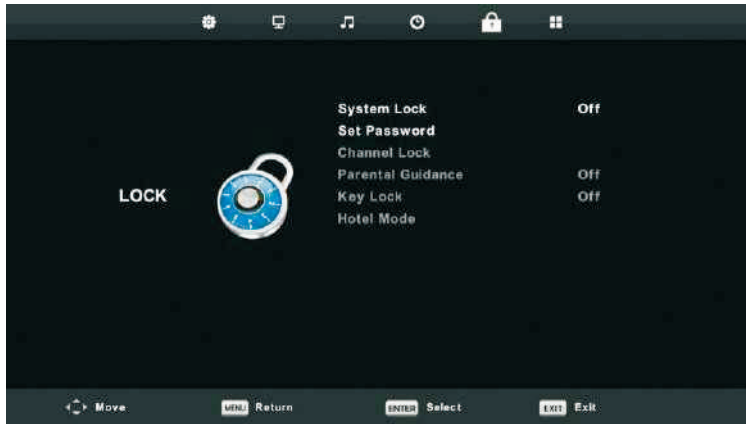 System Lock Off
Set Password
Channel Lock
Parental Guidance Off
LOCK Key Lock Off
Hotel Mode
Move MENU Return ENTER Select EXIT Exit